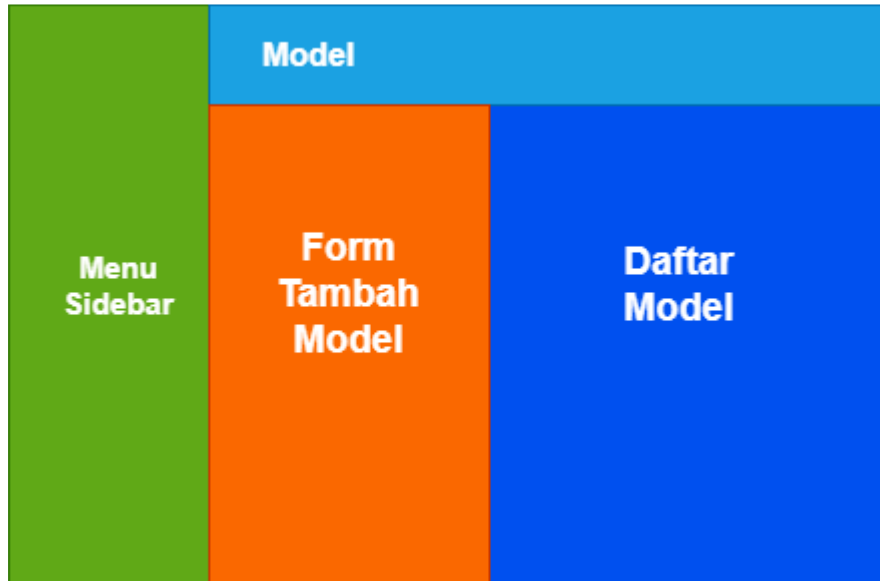 Model
Menu
Sidebar
Form
Tambah
Model
Daftar
Model